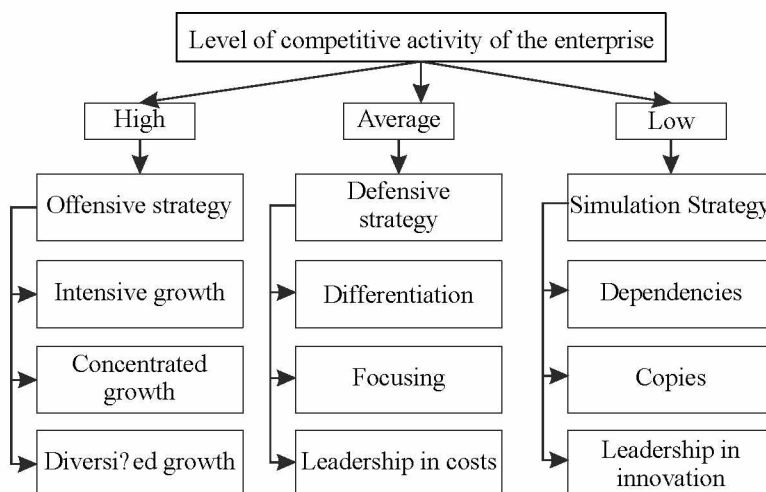 Level of competitive activity of the enterprise
High
Average
Low
Offensive strategy
Defensive
strategy
Simulation Strategy
Intensive growth
Differentiation
Dependencies
Concentrated
growth
Focusing
Copies
Diversi?ed growth
Leadership in costs
Leadership in
innovation